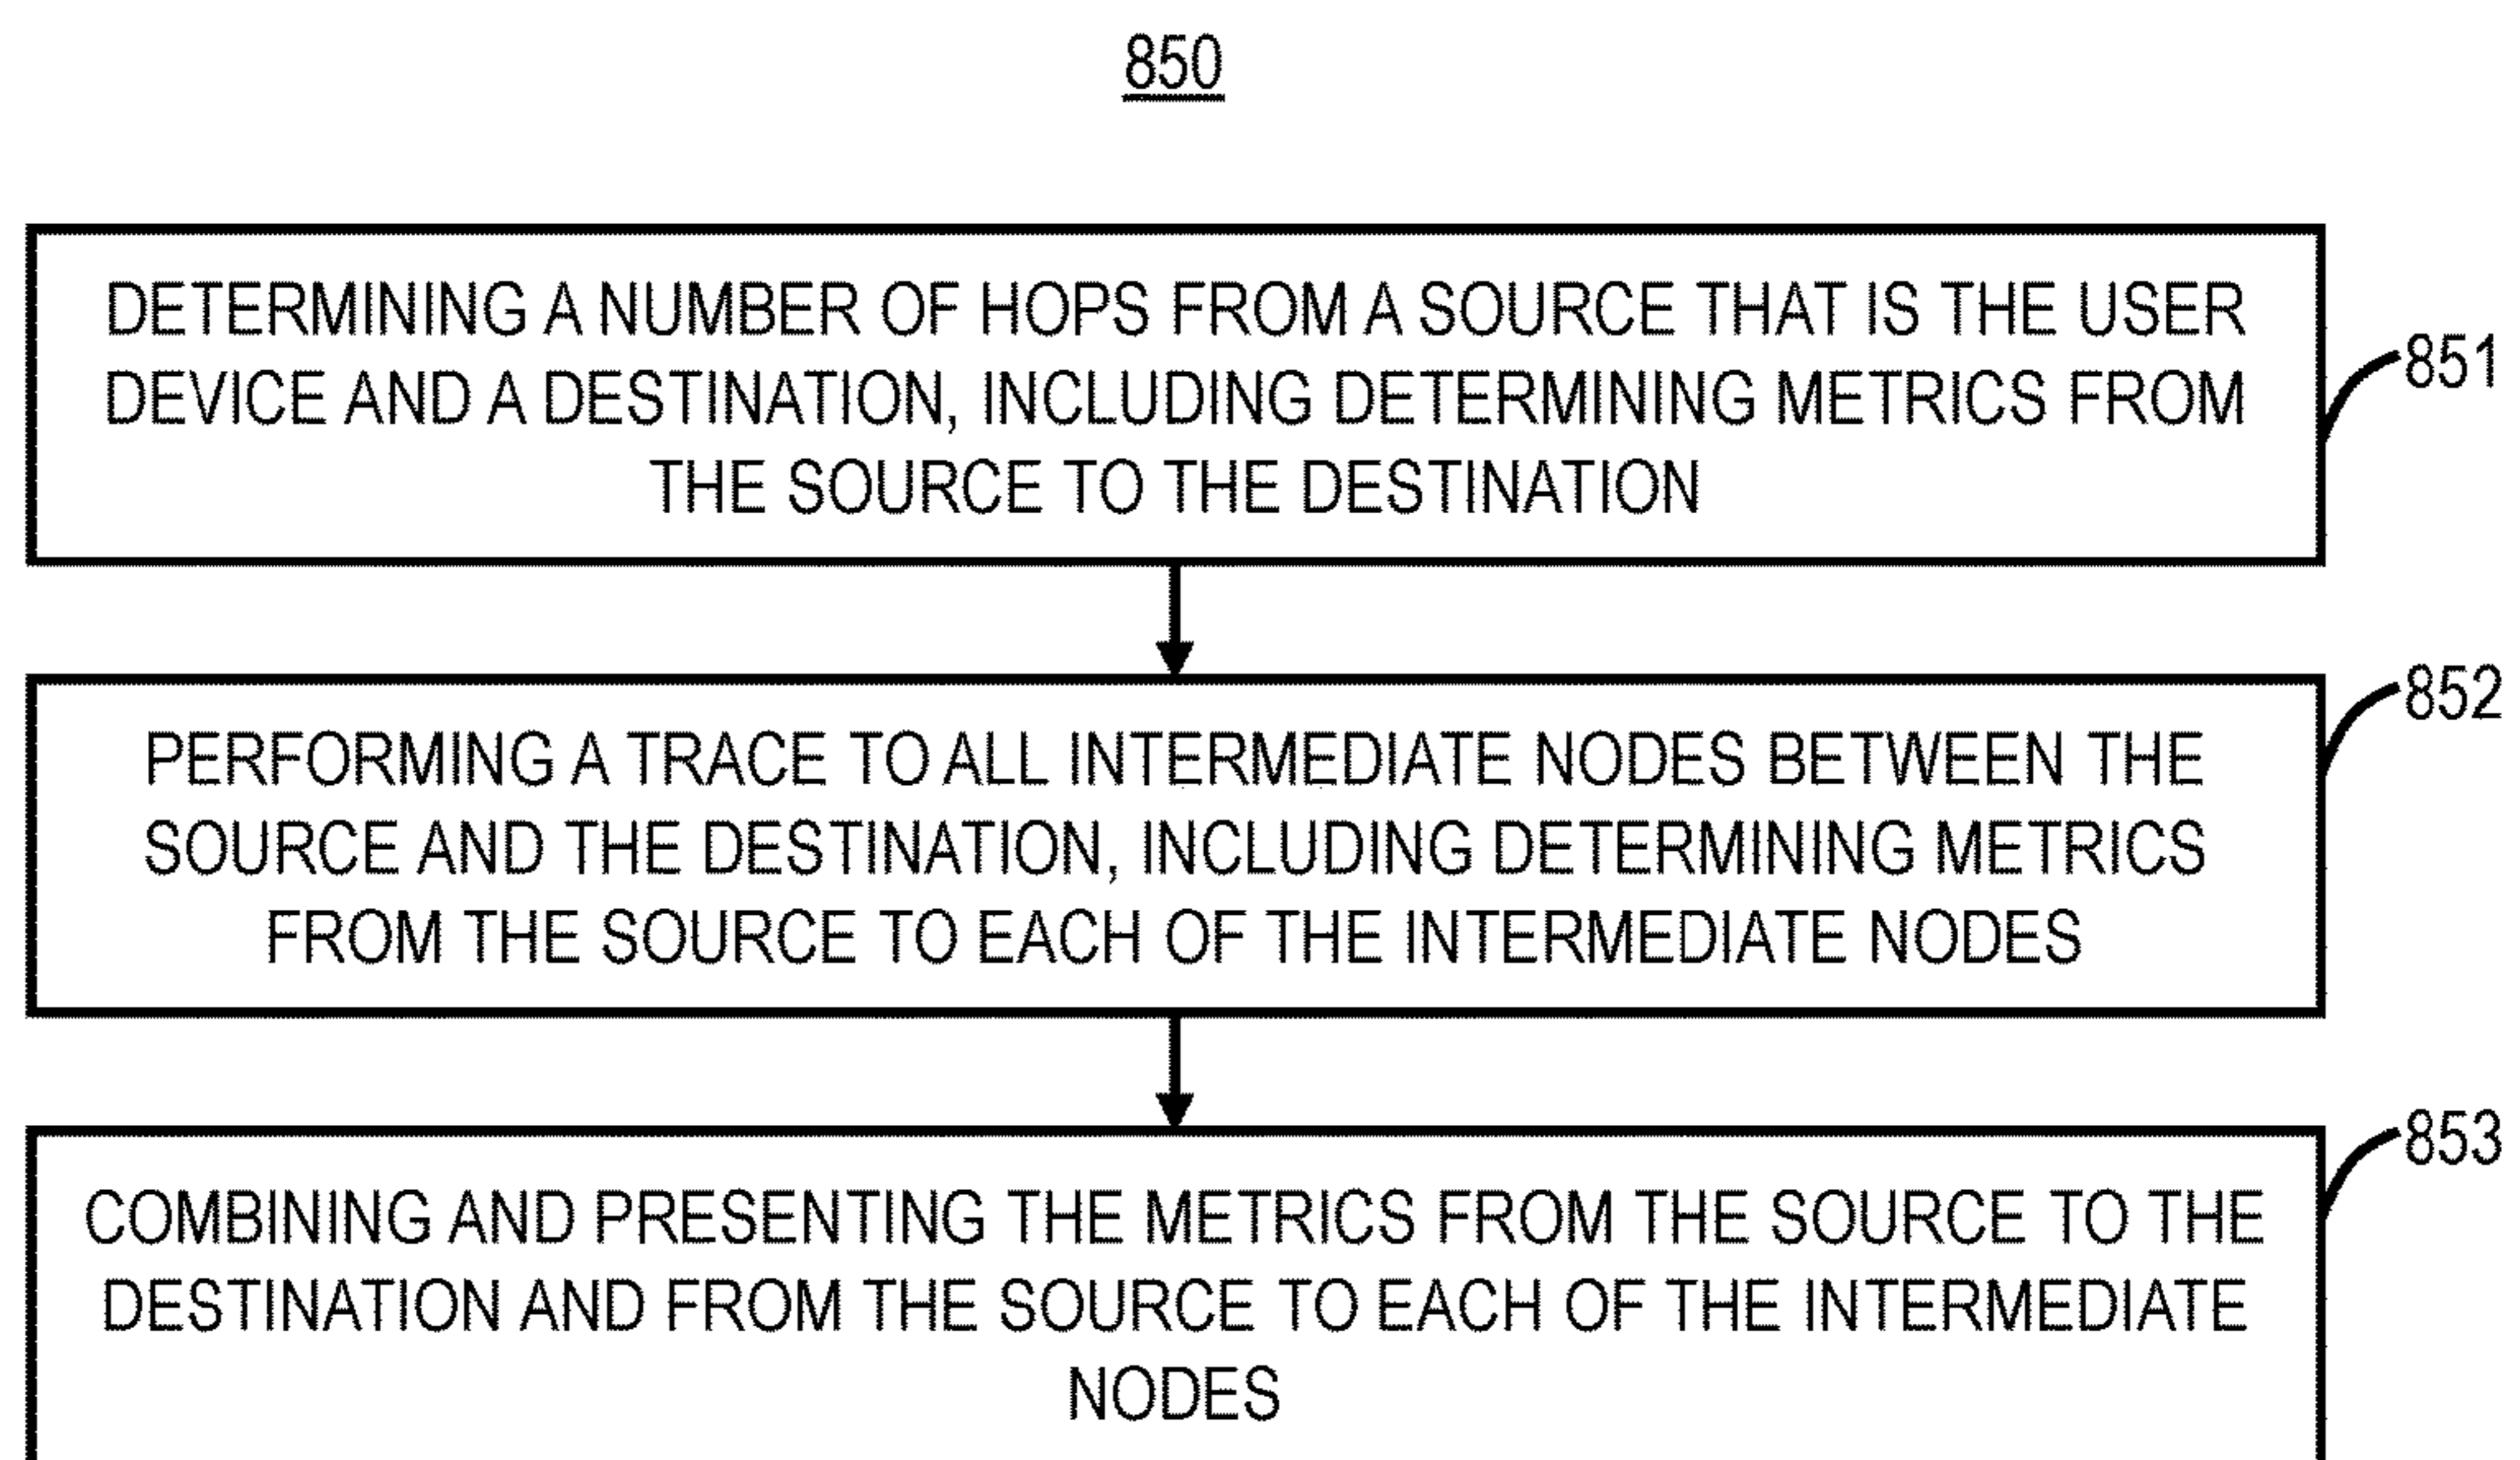 850
DETERMINING A NUMBER OF HOPS FROM A SOURCE THAT IS THE USER
DEVICE AND A DESTINATION, INCLUDING DETERMINING METRICS FROM
THE SOURCE TO THE DESTINATION
851
PERFORMING A TRACE TO ALL INTERMEDIATE NODES BETWEEN THE
SOURCE AND THE DESTINATION, INCLUDING DETERMINING METRICS
FROM THE SOURCE TO EACH OF THE INTERMEDIATE NODES
852
COMBINING AND PRESENTING THE METRICS FROM THE SOURCE TO THE
DESTINATION AND FROM THE SOURCE TO EACH OF THE INTERMEDIATE
NODES
853